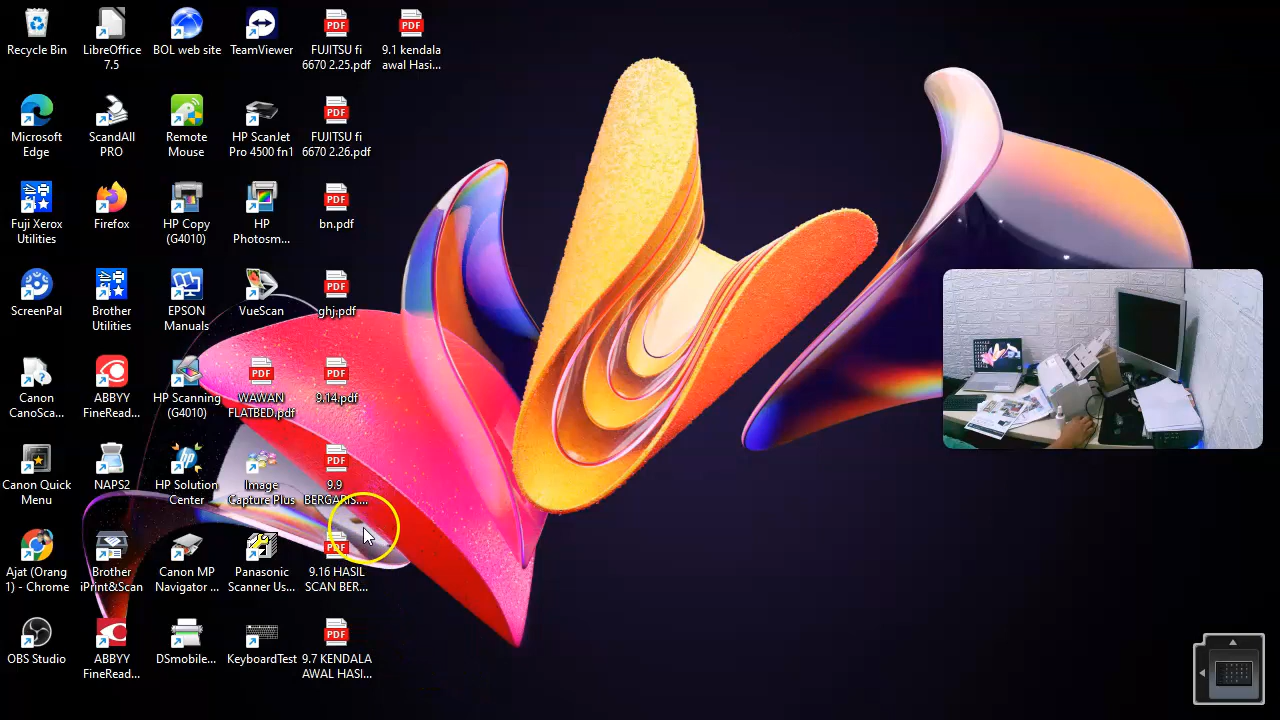 Recycle Bin
LibreOffice
7.5
BOL web site
TeamViewer
PDF
FUJITSU fi
6670 2.25.pdf
PDF
9.1 kendala
awal Hasi...
Microsoft
Edge
ScandAll
PRO
Remote
Mouse
HP ScanJet
Pro 4500 fn1
PDF
FUJITSU fi
6670 2.26.pdf
Fuji Xerox
Utilities
Firefox
HP Copy
(G4010)
HP
Photosm...
PDF
bn.pdf
ScreenPal
Brother
Utilities
EPSON
Manuals
VueScan
PDF
ghj.pdf
Canon
CanoSca...
ABBYY
FineRead...
HP Scanning
(G4010)
PDF
WAWAN
FLATBED.pdf
PDF
9.14.pdf
Canon Quick
Menu
NAPS2
hp
HP Solution
Center
Image
Capture Plus
PDF
9.9
BERGARIS....
Ajat (Orang
1) - Chrome
Brother
iPrint&Scan
Canon MP
Navigator ...
Panasonic
Scanner Us...
PDF
9.16 HASIL
SCAN BER...
OBS Studio
ABBYY
FineRead...
DSmobile...
KeyboardTest
PDF
9.7 KENDALA
AWAL HASI...